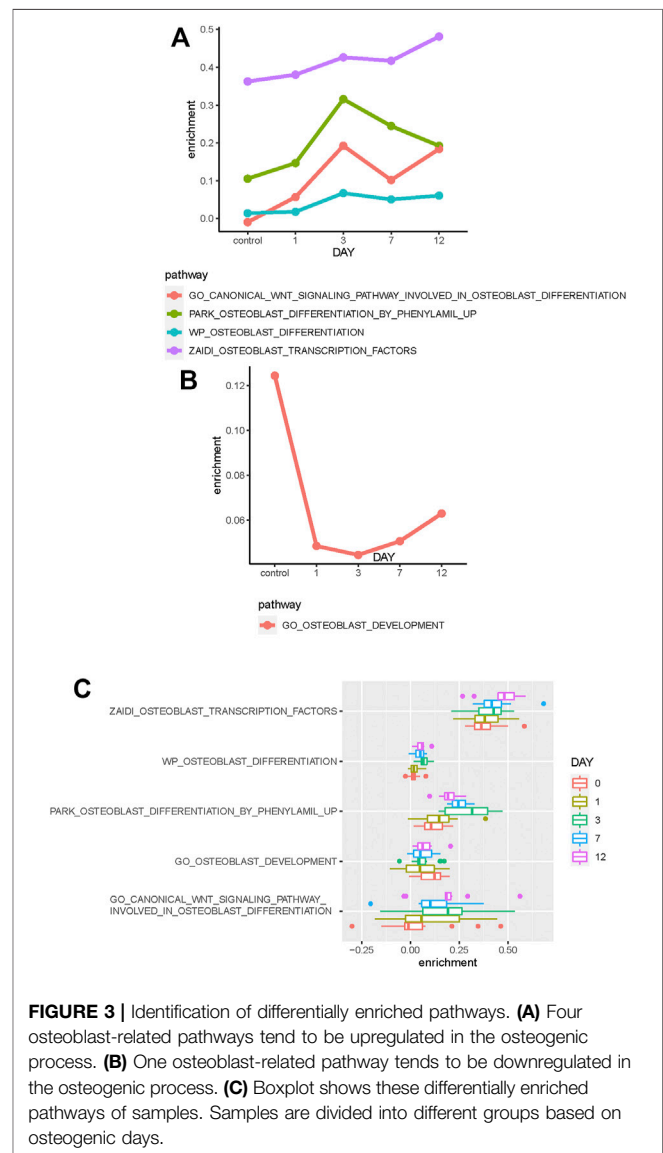 A
0.5
0.4
0.3
0.2
0.1
0.0
enrichment
control 1 3 7 12
DAY
pathway
GO_CANONICAL_WNT_SIGNALING_PATHWAY_INVOLVED_IN_OSTEOBLAST_DIFFERENTIATION
PARK_OSTEOBLAST_DIFFERENTIATION_BY_PHENYLAMIL_UP
WP_OSTEOBLAST_DIFFERENTIATION
ZAIDI_OSTEOBLAST_TRANSCRIPTION_FACTORS
B
0.12
0.10
0.08
0.06
enrichment
DAY
control 1 3 7 12
pathway
GO_OSTEOBLAST_DEVELOPMENT
C
ZAIDI_OSTEOBLAST_TRANSCRIPTION_FACTORS
WP_OSTEOBLAST_DIFFERENTIATION
PARK_OSTEOBLAST_DIFFERENTIATION_BY_PHENYLAMIL_UP
GO_OSTEOBLAST_DEVELOPMENT
GO_CANONICAL_WNT_SIGNALING_PATHWAY_
INVOLVED_IN_OSTEOBLAST_DIFFERENTIATION
−0.25 0.00 0.25 0.50
enrichment
DAY
0
1
3
7
12
FIGURE 3 | Identification of differentially enriched pathways. (A) Four
osteoblast-related pathways tend to be upregulated in the osteogenic
process. (B) One osteoblast-related pathway tends to be downregulated in
the osteogenic process. (C) Boxplot shows these differentially enriched
pathways of samples. Samples are divided into different groups based on
osteogenic days.